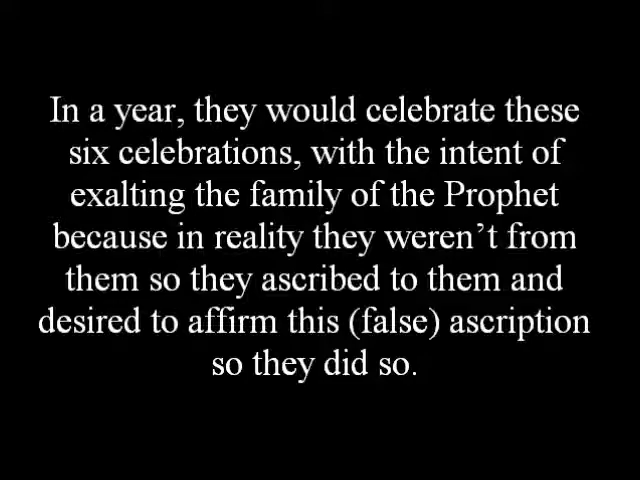 In a year, they would celebrate these
six celebrations, with the intent of
exalting the family of the Prophet
because in reality they weren’t from
them so they ascribed to them and
desired to affirm this (false) ascription
so they did so.